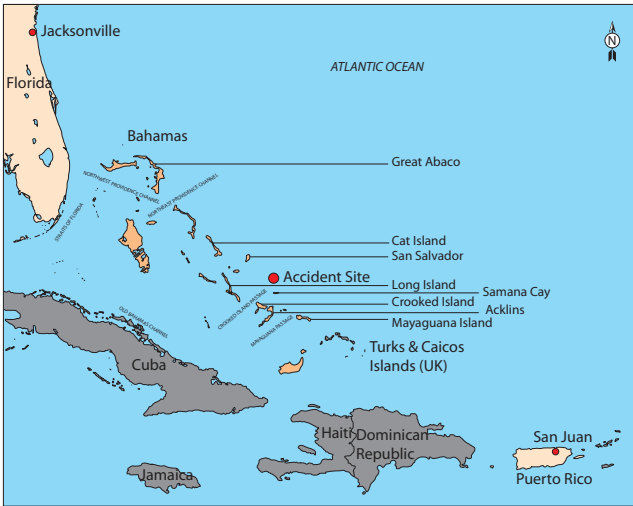 Jacksonville
N
Florida
ATLANTIC OCEAN
Bahamas
Great Abaco
NORTHWEST PROVIDENCE CHANNEL
NORTHEAST PROVIDENCE CHANNEL
STRAITS OF FLORIDA
Cat Island
San Salvador
Accident Site
Long Island
Samana Cay
Crooked Island
Acklins
Mayaguana Island
CROOKED ISLAND PASSAGE
MAYAGUANA PASSAGE
OLD BAHAMAS CHANNEL
Turks & Caicos
Islands (UK)
Cuba
Haiti
Dominican
Republic
San Juan
Puerto Rico
Jamaica